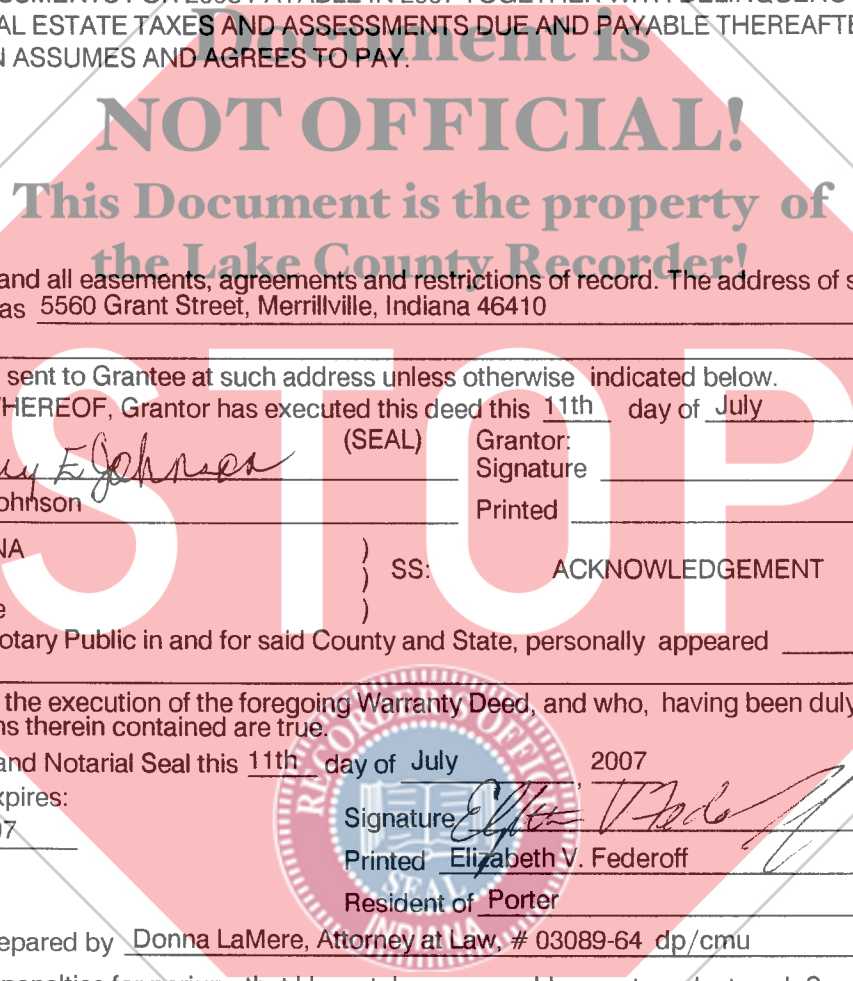 AL ESTATE TAXES AND ASSESSMENTS DUE AND PAYABLE THEREAFTE
N ASSUMES AND AGREES TO PAY.
Document is
NOT OFFICIAL!
This Document is the property of
the Lake County Recorder!
and all easements, agreements and restrictions of record. The address of s
as 5560 Grant Street, Merrillville, Indiana 46410
sent to Grantee at such address unless otherwise indicated below.
HEREOF, Grantor has executed this deed this 11th day of July
STOP
(SEAL) Grantor:
E Johnson Signature
ohnson Printed
NA )
) SS: ACKNOWLEDGEMENT
e )
otary Public in and for said County and State, personally appeared
the execution of the foregoing Warranty Deed, and who, having been duly
ns therein contained are true.
and Notarial Seal this 11th day of July, 2007
xpires:
7
Signature
Printed Elizabeth V. Federoff
Resident of Porter
RECORDER'S OFFICE
SEAL
INDIANA
epared by Donna LaMere, Attorney at Law, # 03089-64 dp/cmu